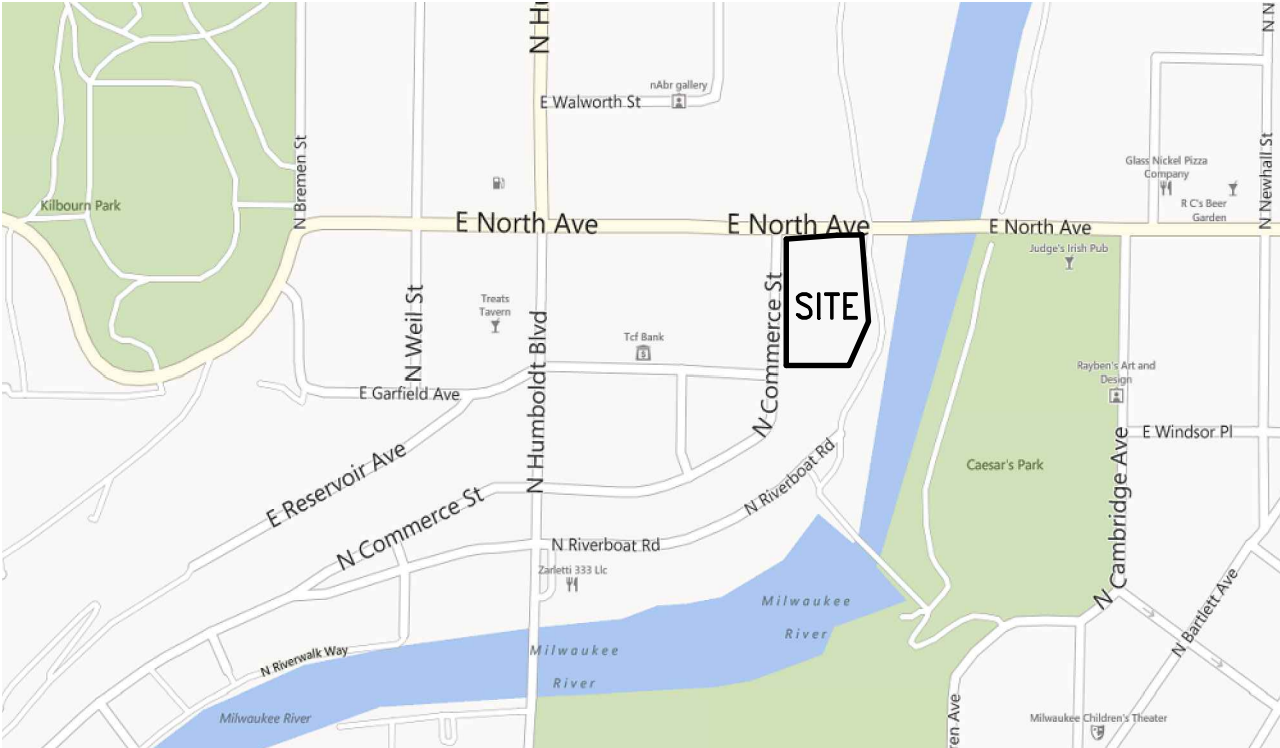 N Hu
N N
nAbr gallery
E Walworth St
N Bremen St
N Newhall St
Glass Nickel Pizza
Company
R C's Beer
Garden
Kilbourn Park
E North Ave
E North Ave
E North Ave
Judge's Irish Pub
SITE
N Commerce St
N Weil St
Treats
Tavern
Tcf Bank
N Humboldt Blvd
E Garfield Ave
Rayben's Art and
Design
E Windsor Pl
Caesar's Park
N Cambridge Ave
E Reservoir Ave
N Commerce St
N Riverboat Rd
N Riverboat Rd
Zarletti 333 Llc
Milwaukee
River
N Bartlett Ave
N Riverwalk Way
Milwaukee
River
Milwaukee River
ren Ave
Milwaukee Children's Theater